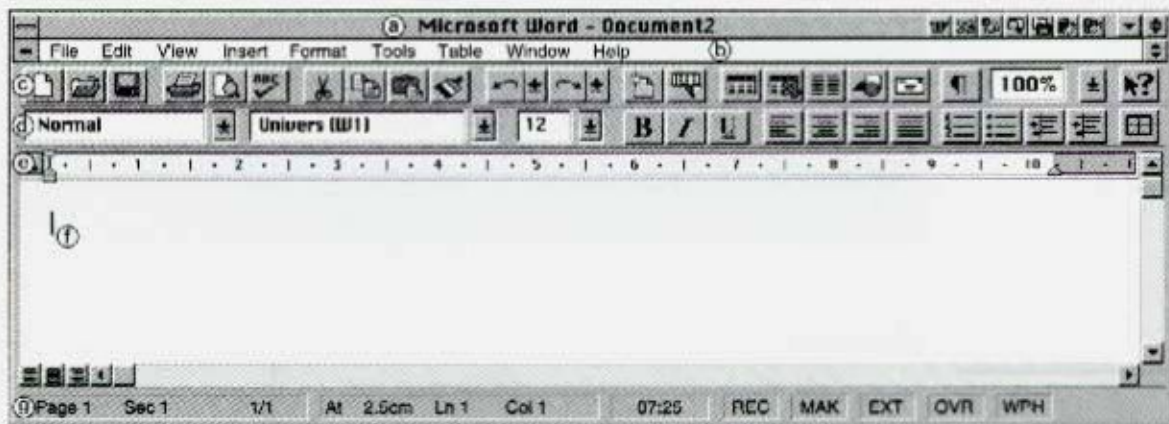 ⓐ Microsoft Word - Document2
File Edit View Insert Format Tools Table Window Help ⓑ
ⓒ ABC 100% ?
ⓓ Normal Univers (W1) 12 B I U
ⓔ 1 2 3 4 5 6 7 8 9 10 1
ⓕ
ⓖ Page 1 Sec 1 1/1 At 2.5cm Ln 1 Col 1 07:25 REC MAK EXT OVR WPH